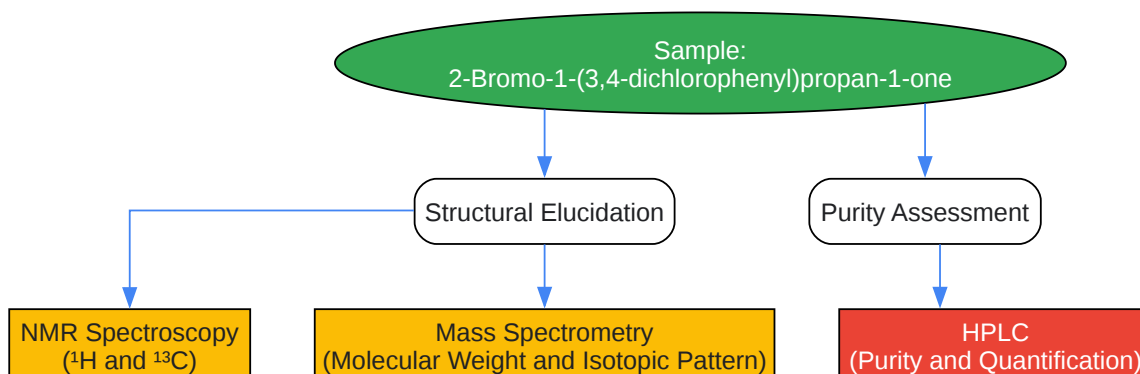 Sample:
2-Bromo-1-(3,4-dichlorophenyl)propan-1-one
Structural Elucidation
Purity Assessment
NMR Spectroscopy
(¹H and ¹³C)
Mass Spectrometry
(Molecular Weight and Isotopic Pattern)
HPLC
(Purity and Quantification)